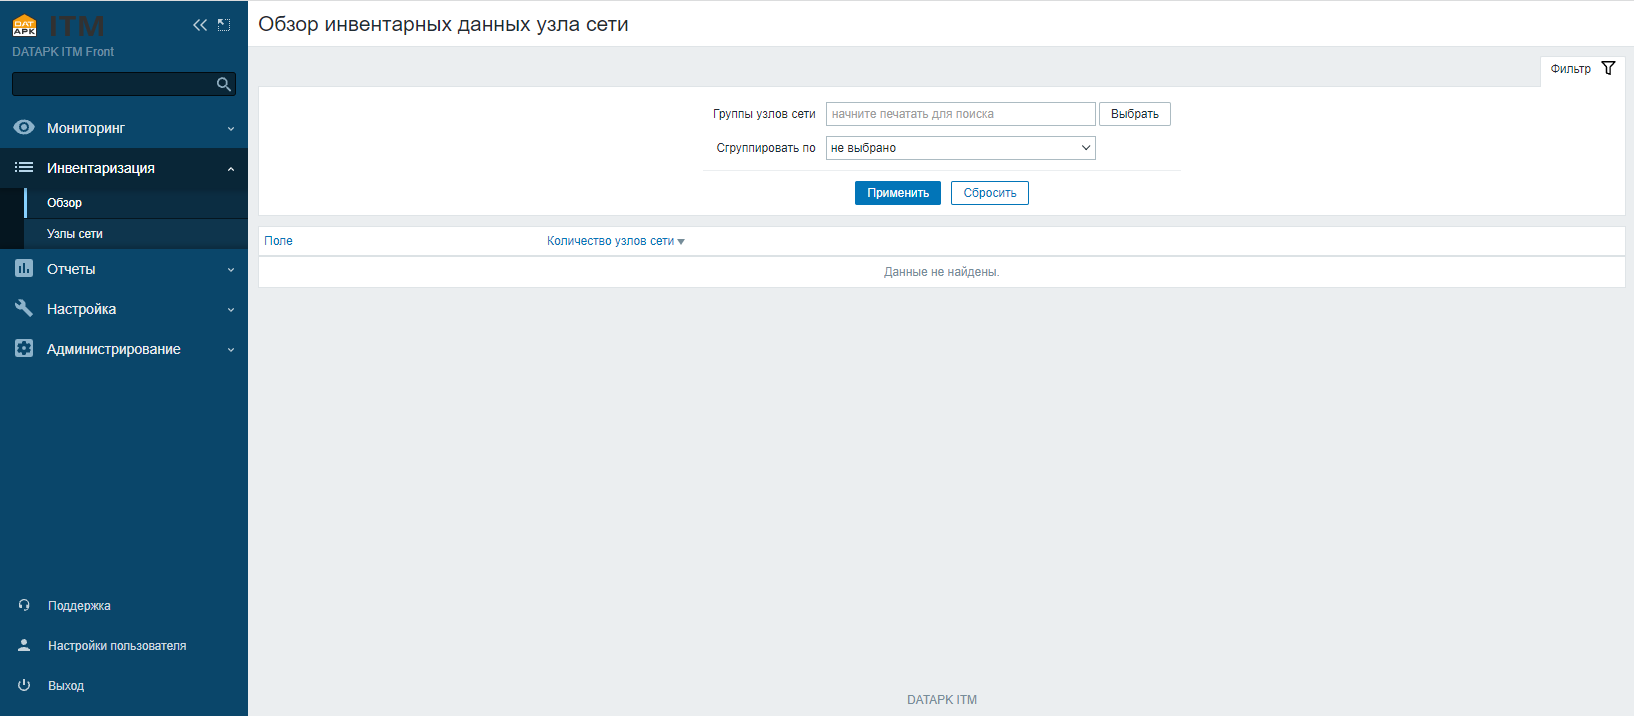 DAT
APK
ITM
DATAPK ITM Front
Мониторинг
Инвентаризация
Обзор
Узлы сети
Отчеты
Настройка
Администрирование
Поддержка
Настройки пользователя
Выход
Обзор инвентарных данных узла сети
Фильтр
Группы узлов сети начните печатать для поиска Выбрать
Сгруппировать по не выбрано
Применить Сбросить
Поле Количество узлов сети
Данные не найдены.
DATAPK ITM